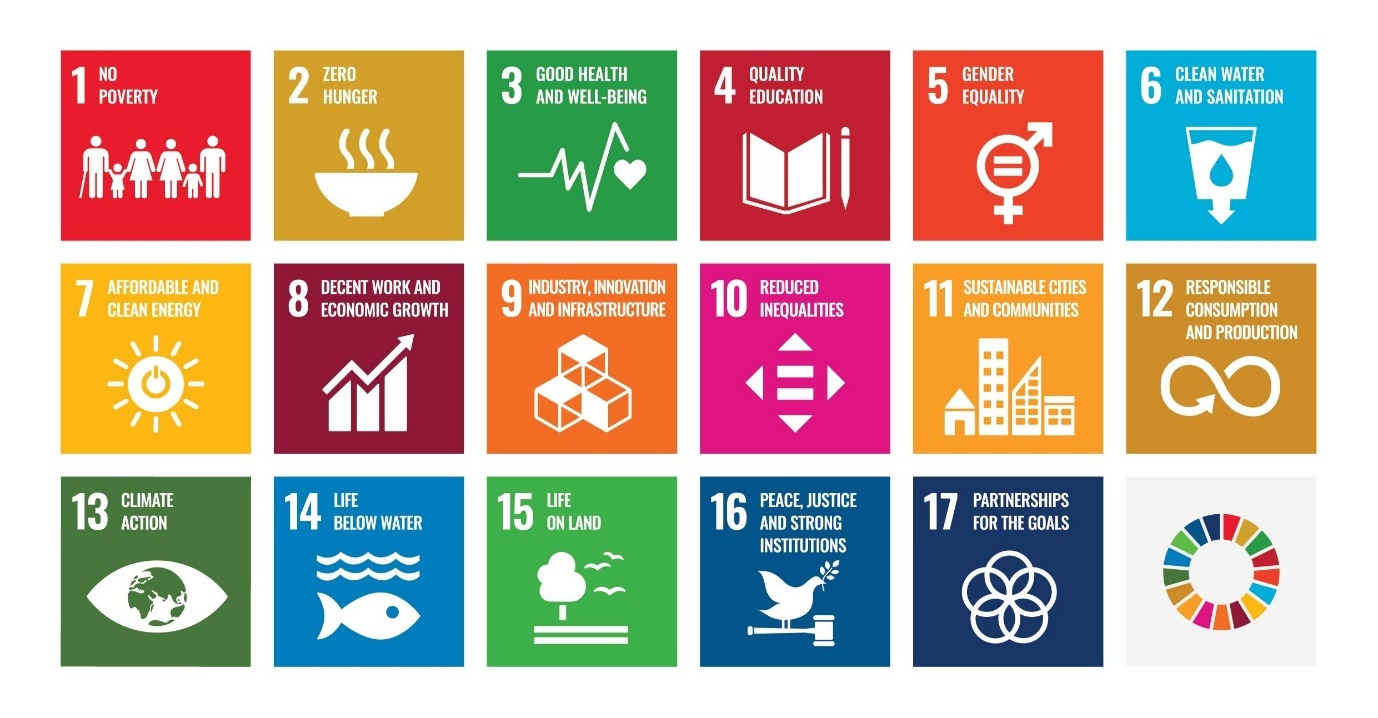 1 NO
POVERTY
2 ZERO
HUNGER
3 GOOD HEALTH
AND WELL-BEING
4 QUALITY
EDUCATION
5 GENDER
EQUALITY
6 CLEAN WATER
AND SANITATION
7 AFFORDABLE AND
CLEAN ENERGY
8 DECENT WORK AND
ECONOMIC GROWTH
9 INDUSTRY, INNOVATION
AND INFRASTRUCTURE
10 REDUCED
INEQUALITIES
11 SUSTAINABLE CITIES
AND COMMUNITIES
12 RESPONSIBLE
CONSUMPTION
AND PRODUCTION
13 CLIMATE
ACTION
14 LIFE
BELOW WATER
15 LIFE
ON LAND
16 PEACE, JUSTICE
AND STRONG
INSTITUTIONS
17 PARTNERSHIPS
FOR THE GOALS